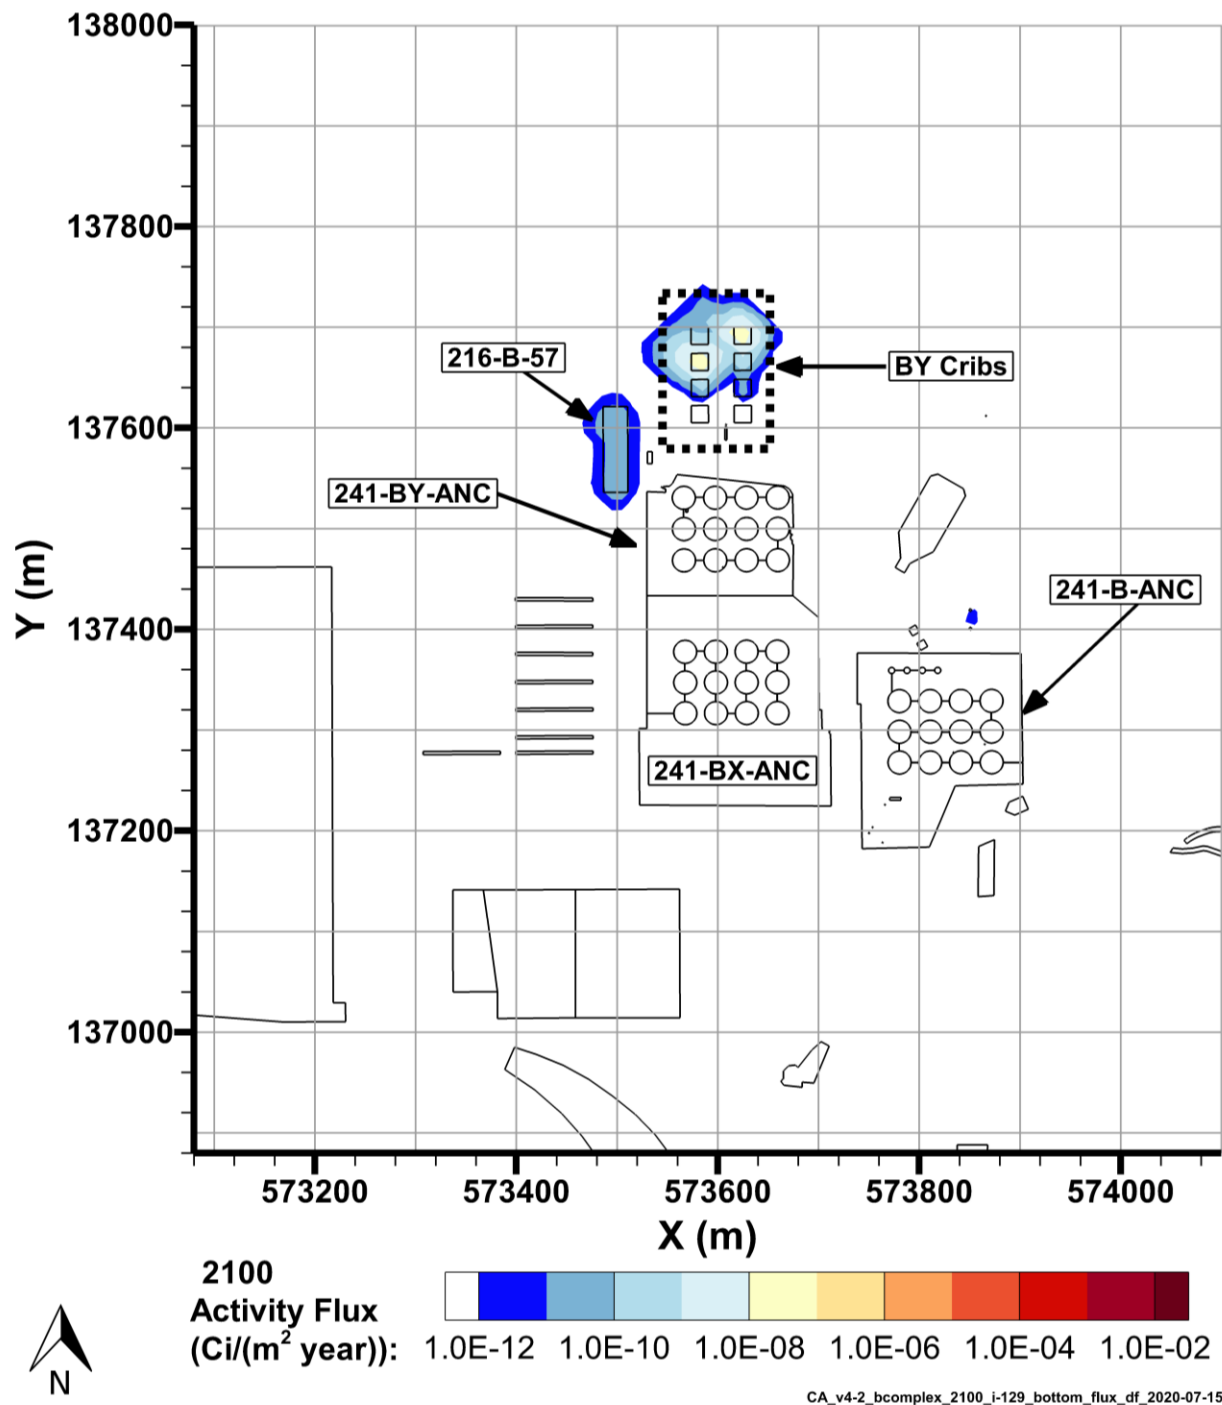 138000
137800
137600
137400
137200
137000
Y (m)
216-B-57
BY Cribs
241-BY-ANC
241-B-ANC
241-BX-ANC
573200 573400 573600 573800 574000
X (m)
2100
Activity Flux
(Ci/(m² year)):
1.0E-12 1.0E-10 1.0E-08 1.0E-06 1.0E-04 1.0E-02
N
CA_v4-2_bcomplex_2100_i-129_bottom_flux_df_2020-07-15